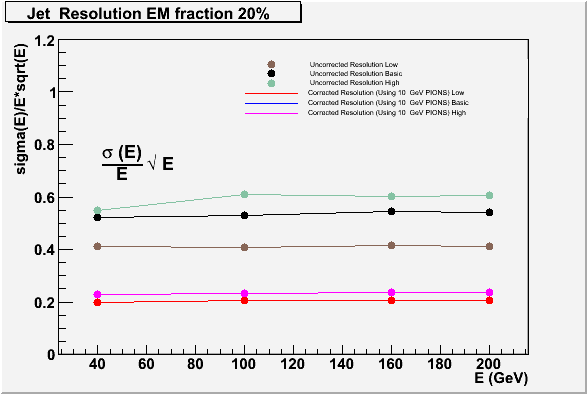 Jet  Resolution EM fraction 20%
sigma(E)/E*sqrt(E)
1.2
1
0.8
0.6
0.4
0.2
0
Uncorrected Resolution Low
Uncorrected Resolution Basic
Uncorrected Resolution High
Corrected Resolution (Using 10  GeV PIONS) Low
Corrected Resolution (Using 10  GeV PIONS) Basic
Corrected Resolution (Using 10  GeV PIONS) High
σ (E)
E
√ E
40 60 80 100 120 140 160 180 200
E (GeV)